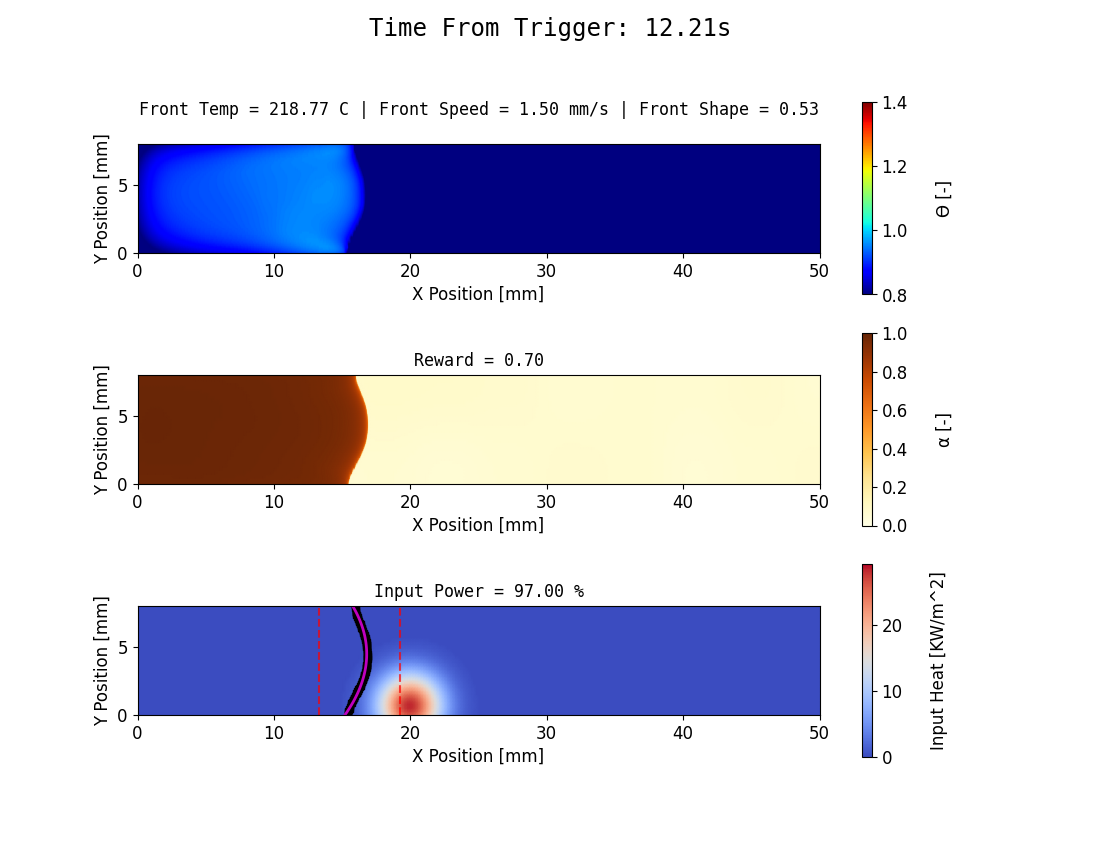 Time From Trigger: 12.21s
Front Temp = 218.77 C | Front Speed = 1.50 mm/s | Front Shape = 0.53
Y Position [mm]
5
0
0 10 20 30 40 50
X Position [mm]
1.4
1.2
1.0
0.8
Θ [-]
Reward = 0.70
Y Position [mm]
5
0
0 10 20 30 40 50
X Position [mm]
1.0
0.8
0.6
0.4
0.2
0.0
α [-]
Input Power = 97.00 %
Y Position [mm]
5
0
0 10 20 30 40 50
X Position [mm]
20
10
0
Input Heat [KW/m^2]